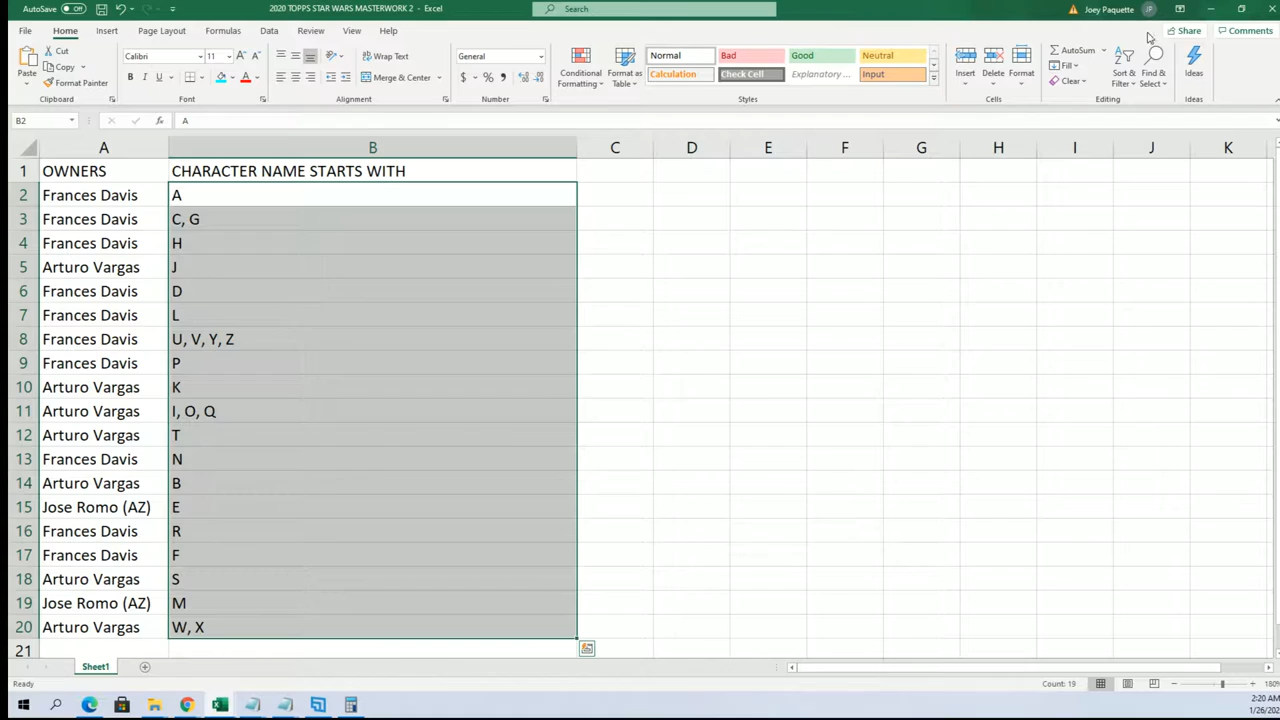 AutoSave Off 2020 TOPPS STAR WARS MASTERWORK 2 - Excel Search Joey Paquette JP
File Home Insert Page Layout Formulas Data Review View Help Share Comments
Paste Cut Copy Format Painter Clipboard
Calibri 11 B I U A Font
Wrap Text Merge & Center Alignment
General $ % Number
Conditional Formatting Format as Table Normal Bad Good Neutral Calculation Check Cell Explanatory ... Input Styles
Insert Delete Format Cells
AutoSum Fill Clear Sort & Filter Find & Select Editing
Ideas Ideas
B2 fx A
A B C D E F G H I J K
1 OWNERS CHARACTER NAME STARTS WITH
2 Frances Davis A
3 Frances Davis C, G
4 Frances Davis H
5 Arturo Vargas J
6 Frances Davis D
7 Frances Davis L
8 Frances Davis U, V, Y, Z
9 Frances Davis P
10 Arturo Vargas K
11 Arturo Vargas I, O, Q
12 Arturo Vargas T
13 Frances Davis N
14 Arturo Vargas B
15 Jose Romo (AZ) E
16 Frances Davis R
17 Frances Davis F
18 Arturo Vargas S
19 Jose Romo (AZ) M
20 Arturo Vargas W, X
21
Sheet1
Ready Count: 19
2:20 AM